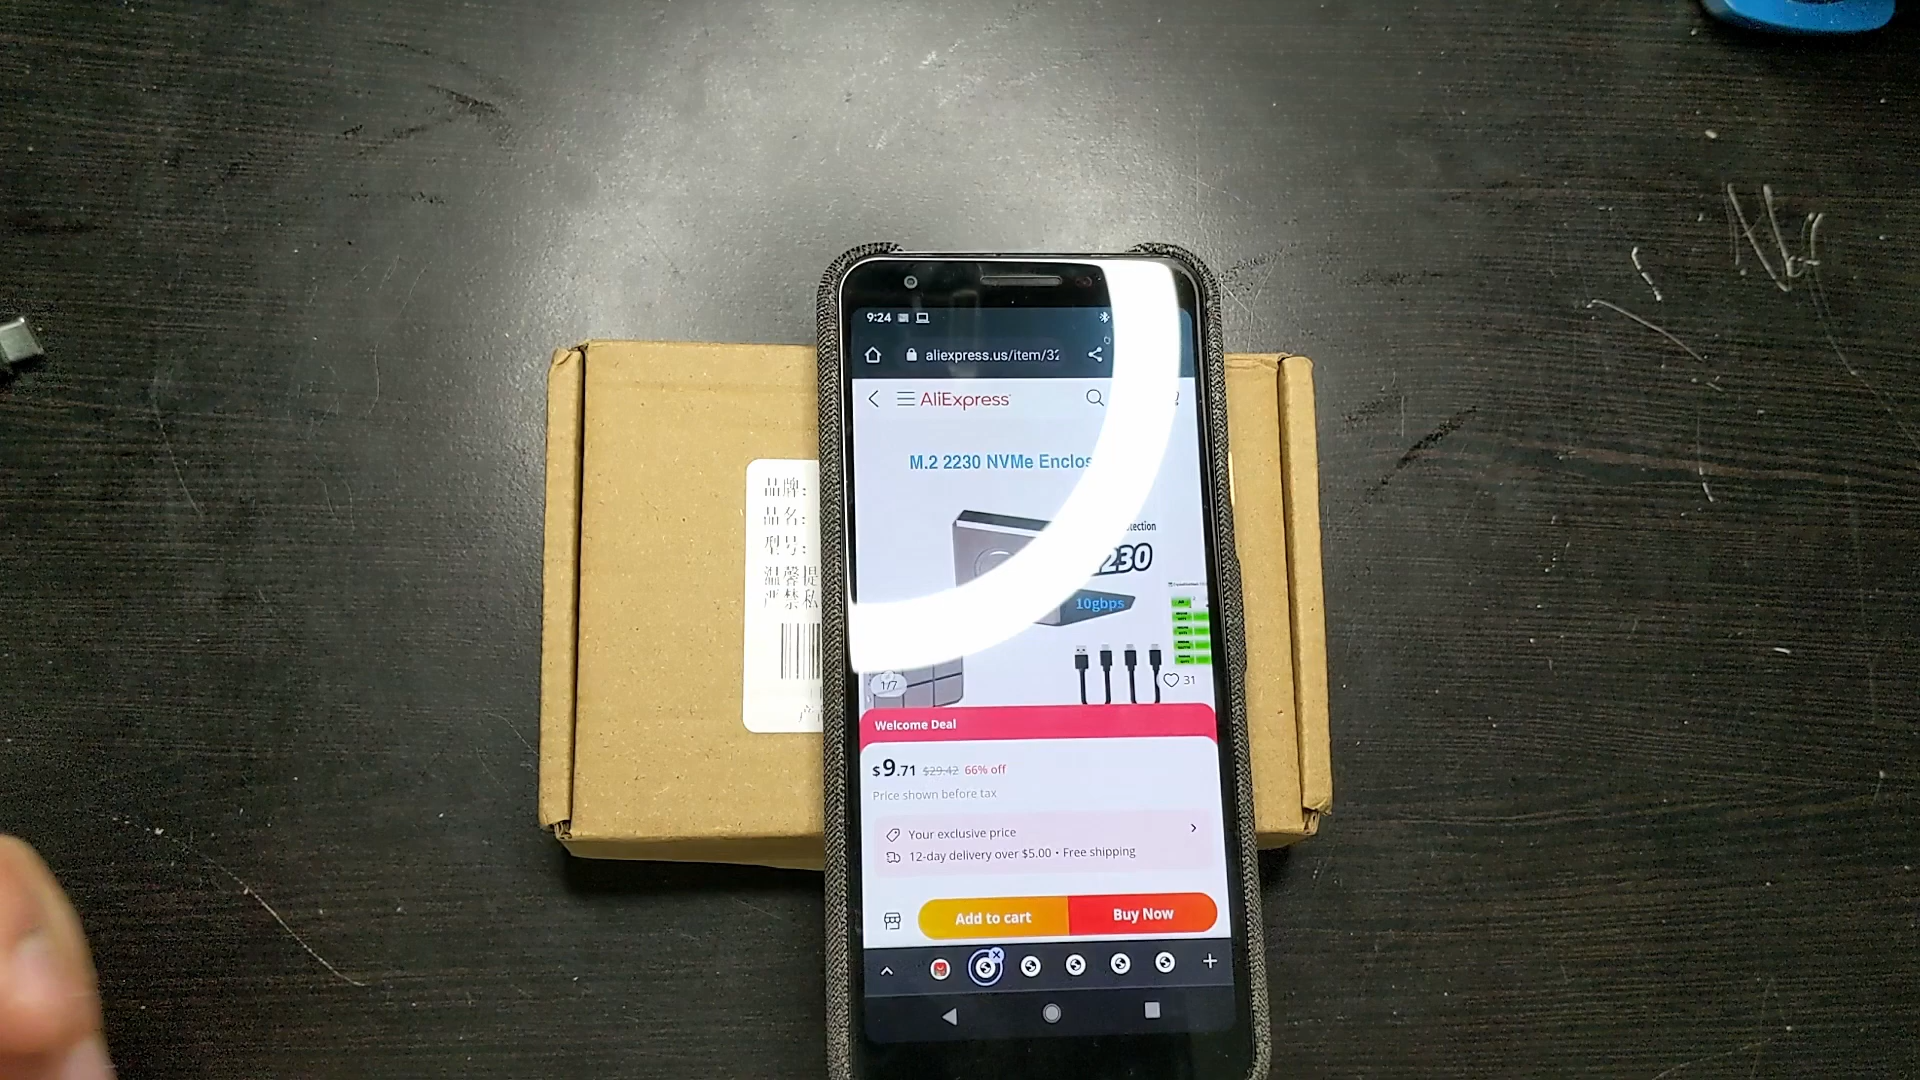 9:24
aliexpress.us/item/32
AliExpress
M.2 2230 NVMe Enclos
230
10gbps
1/7
31
Welcome Deal
$9.71 $29.42 66% off
Price shown before tax
Your exclusive price
12-day delivery over $5.00 • Free shipping
Add to cart
Buy Now
品牌:
品名:
型号:
温馨提
严禁私